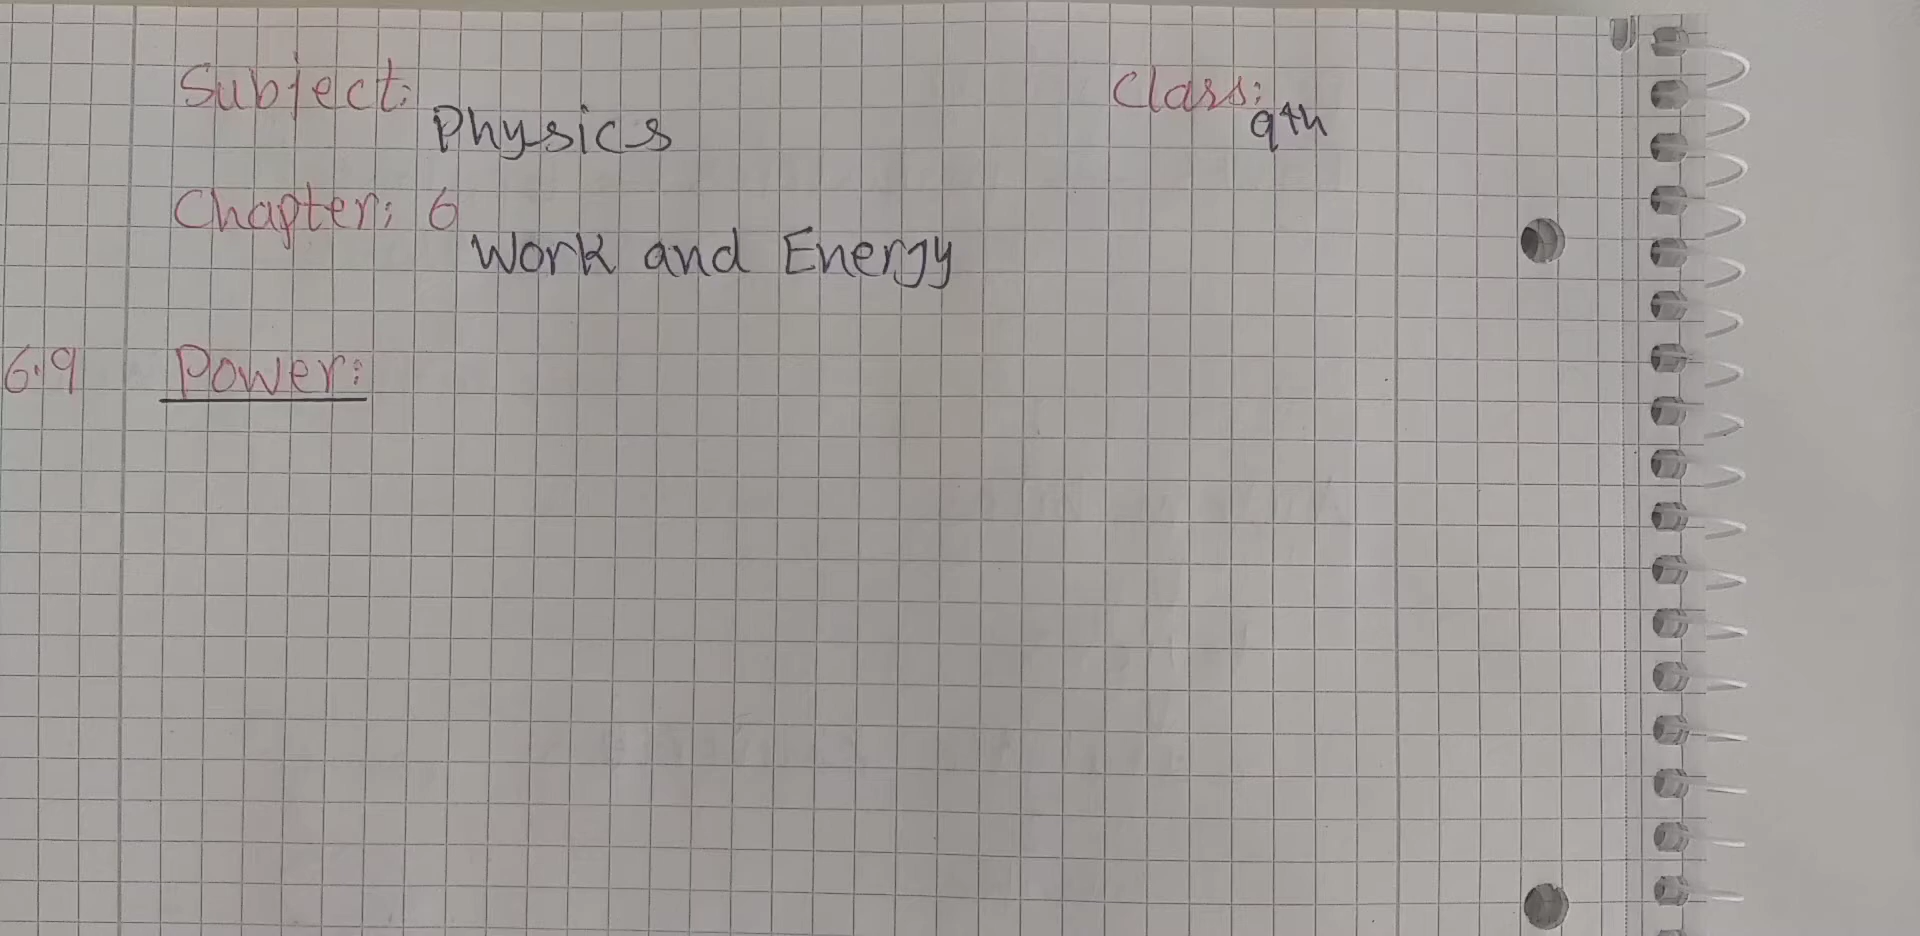 Subject: Physics Class: 9th
Chapter: 6 Work and Energy
6.9 Power: